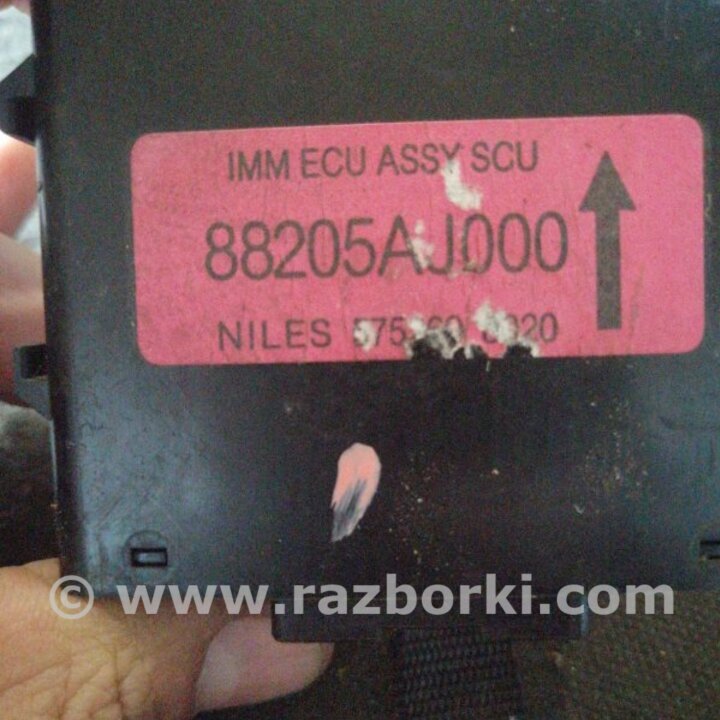 IMM ECU ASSY SCU
88205AJ000
NILES
© www.razborki.com